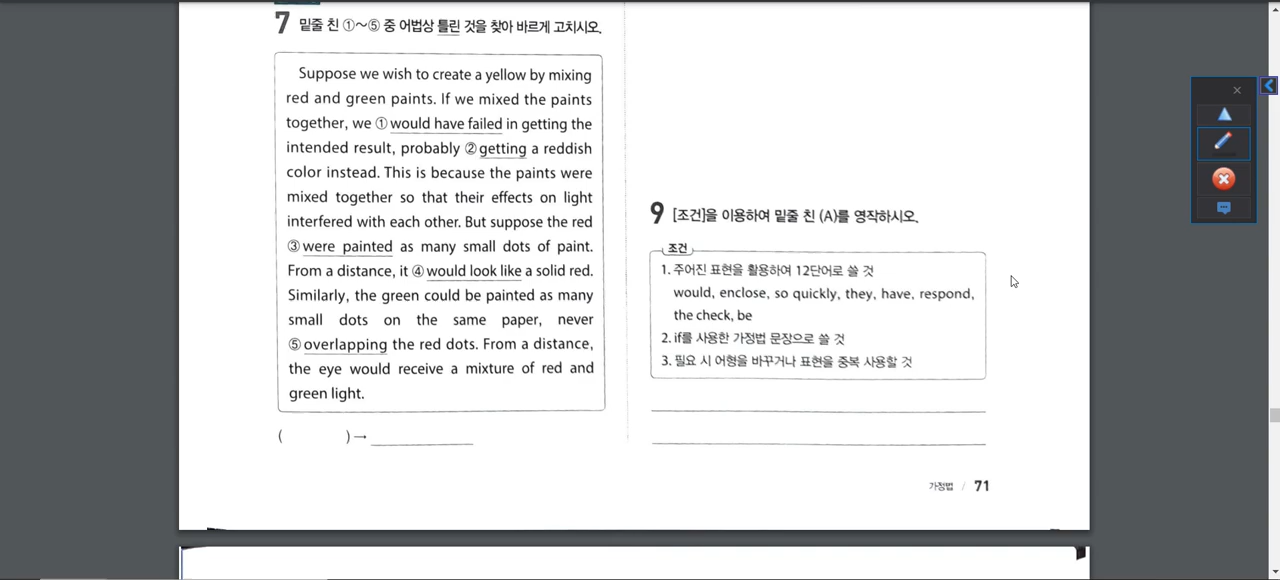 7 밑줄 친 ①～⑤ 중 어법상 틀린 것을 찾아 바르게 고치시오.
Suppose we wish to create a yellow by mixing
red and green paints. If we mixed the paints
together, we ① would have failed in getting the
intended result, probably ② getting a reddish
color instead. This is because the paints were
mixed together so that their effects on light
interfered with each other. But suppose the red
③ were painted as many small dots of paint.
From a distance, it ④ would look like a solid red.
Similarly, the green could be painted as many
small dots on the same paper, never
⑤ overlapping the red dots. From a distance,
the eye would receive a mixture of red and
green light.
( ) →
9 [조건]을 이용하여 밑줄 친 (A)를 영작하시오.
조건
1. 주어진 표현을 활용하여 12단어로 쓸 것
would, enclose, so quickly, they, have, respond,
the check, be
2. if를 사용한 가정법 문장으로 쓸 것
3. 필요 시 어형을 바꾸거나 표현을 중복 사용할 것
가정법 / 71